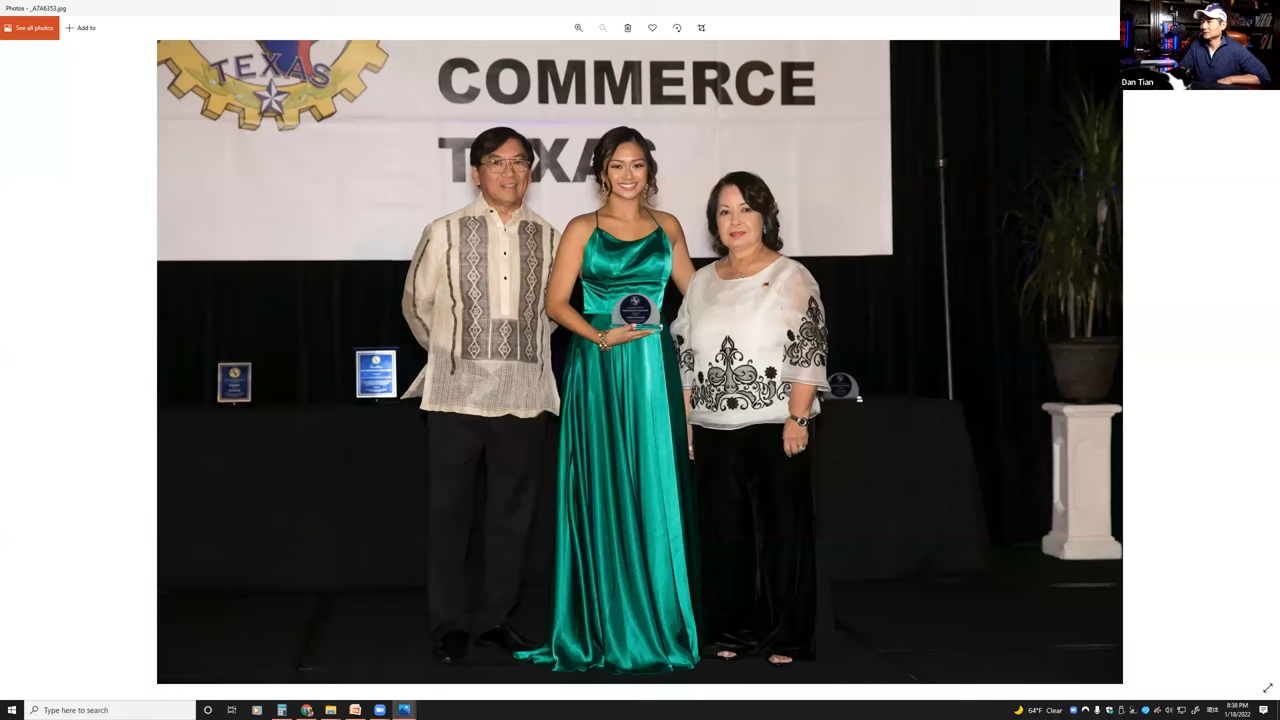 Photos - _A7A6353.jpg
See all photos
Add to
Dan Tian
TEXAS
COMMERCE
TEXAS
Type here to search
64°F Clear
8:38 PM
1/18/2022